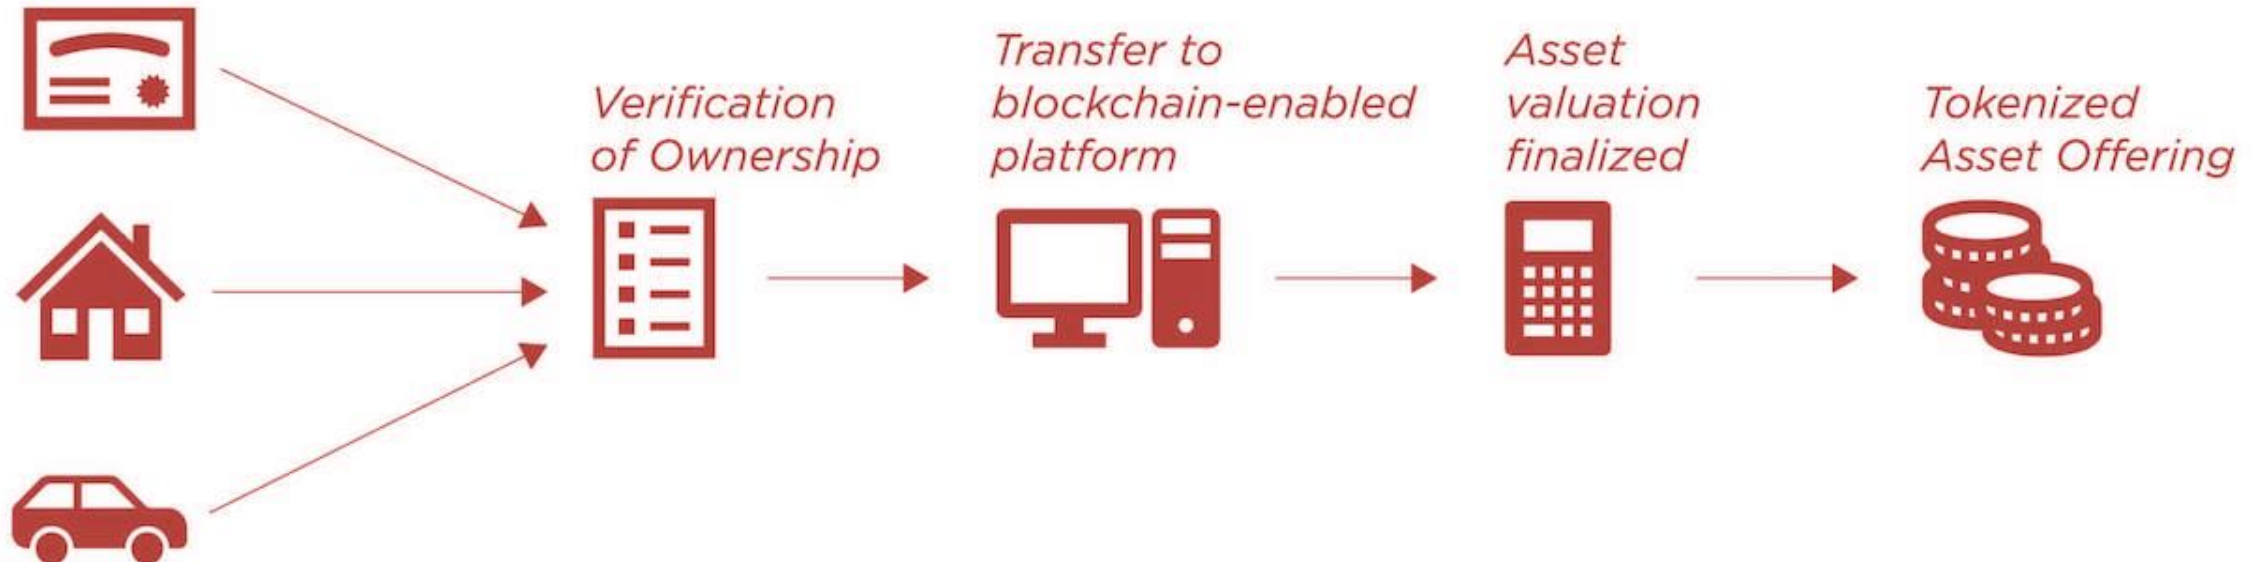 Verification
of Ownership
Transfer to
blockchain-enabled
platform
Asset
valuation
finalized
Tokenized
Asset Offering